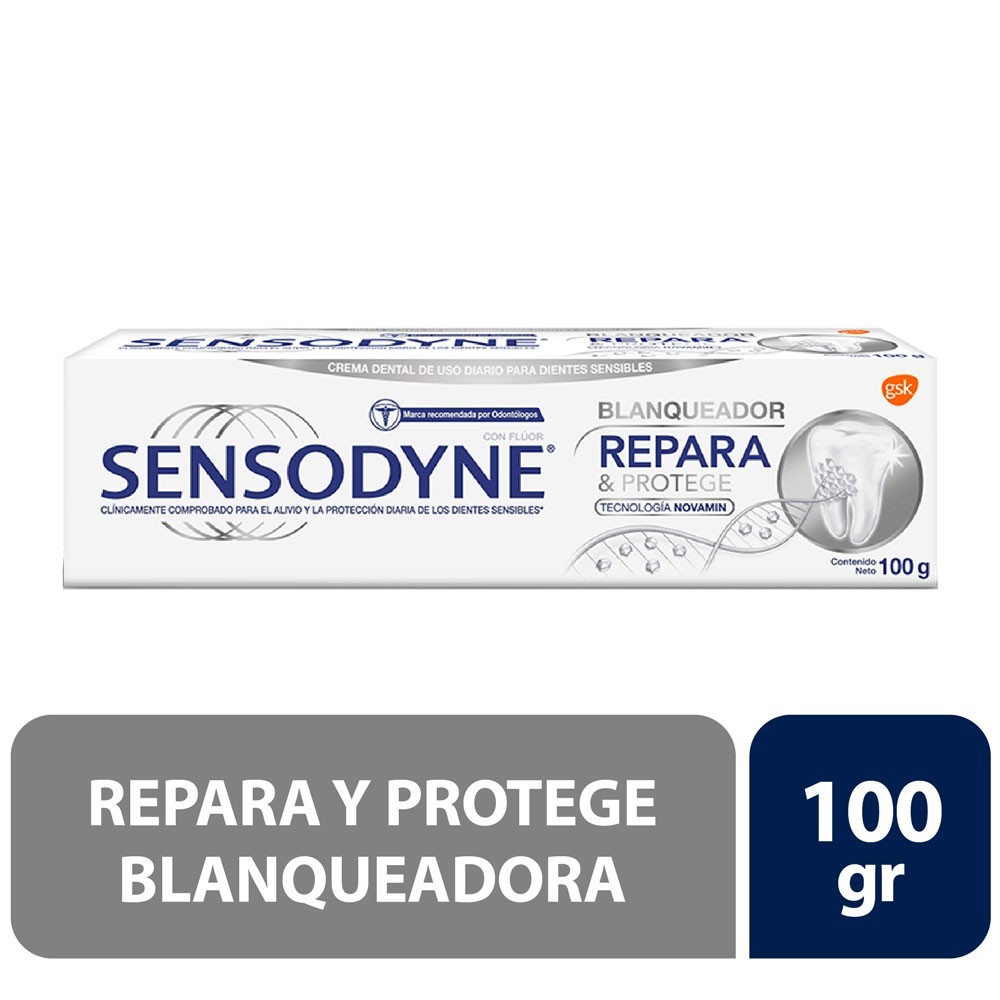 SENSODYNE
BLANQUEADOR
REPARA
100 g
CREMA DENTAL DE USO DIARIO PARA DIENTES SENSIBLES
gsk
Marca recomendada por Odontólogos
CON FLÚOR
SENSODYNE®
CLÍNICAMENTE COMPROBADO PARA EL ALIVIO Y LA PROTECCIÓN DIARIA DE LOS DIENTES SENSIBLES*
BLANQUEADOR
REPARA
& PROTEGE
TECNOLOGÍA NOVAMIN
Contenido
Neto 100 g
REPARA Y PROTEGE
BLANQUEADORA
100
gr